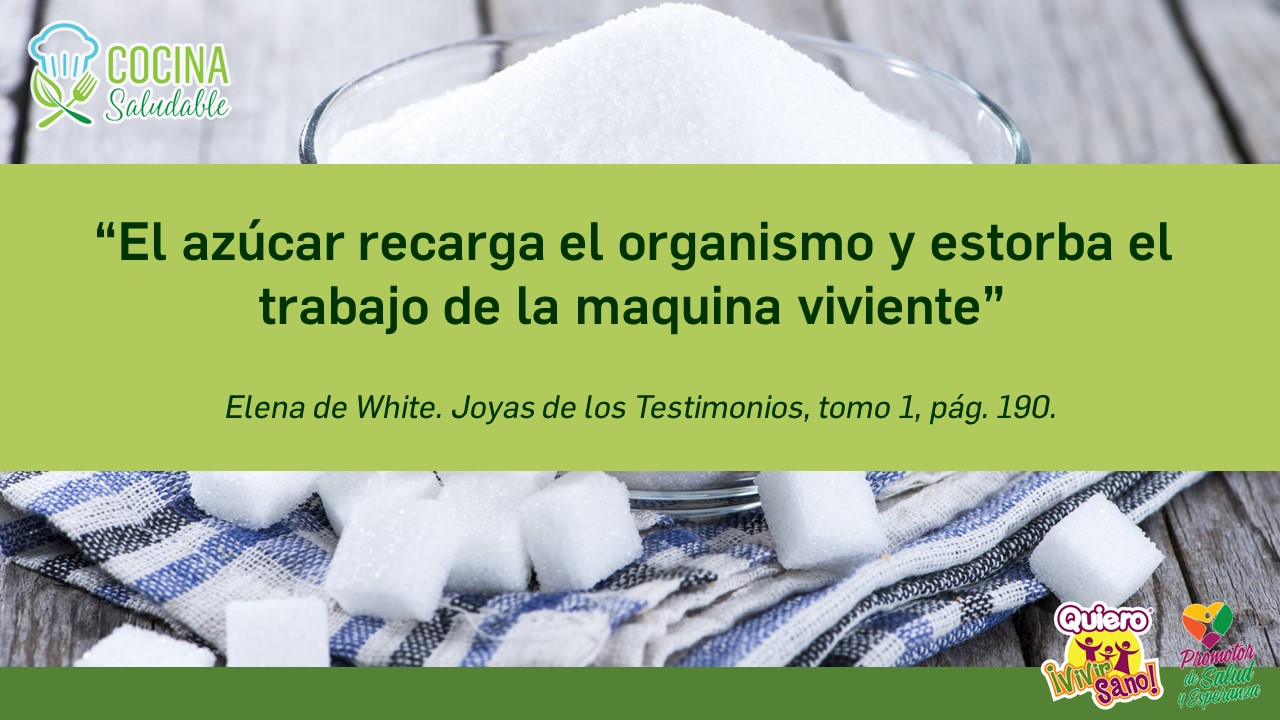 COCINA
Saludable
“El azúcar recarga el organismo y estorba el
trabajo de la maquina viviente”
Elena de White. Joyas de los Testimonios, tomo 1, pág. 190.
Quiero
¡Vivir
Sano!
Promotor
de Salud
y Esperanza